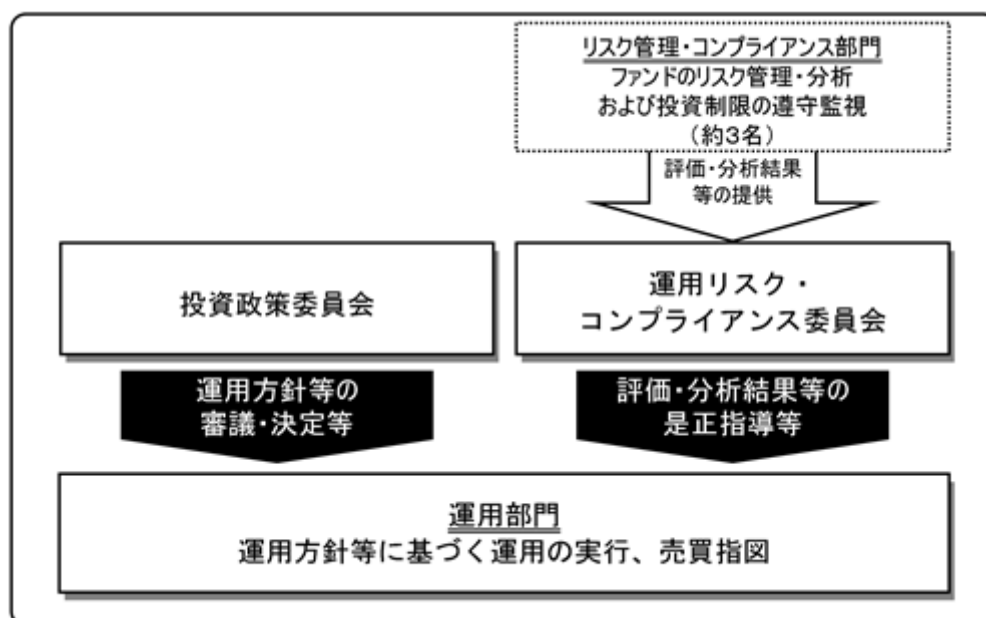 リスク管理・コンプライアンス部門
ファンドのリスク管理・分析
および投資制限の遵守監視
（約３名）
評価・分析結果
等の提供
投資政策委員会
運用リスク・
コンプライアンス委員会
運用方針等の
審議・決定等
評価・分析結果等の
是正指導等
運用部門
運用方針等に基づく運用の実行、売買指図